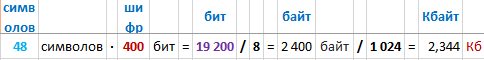 симв
олов
ши
фр
бит
байт
Кбайт
48 символов · 400 бит = 19 200 / 8 = 2 400 байт / 1 024 = 2,344 Кб